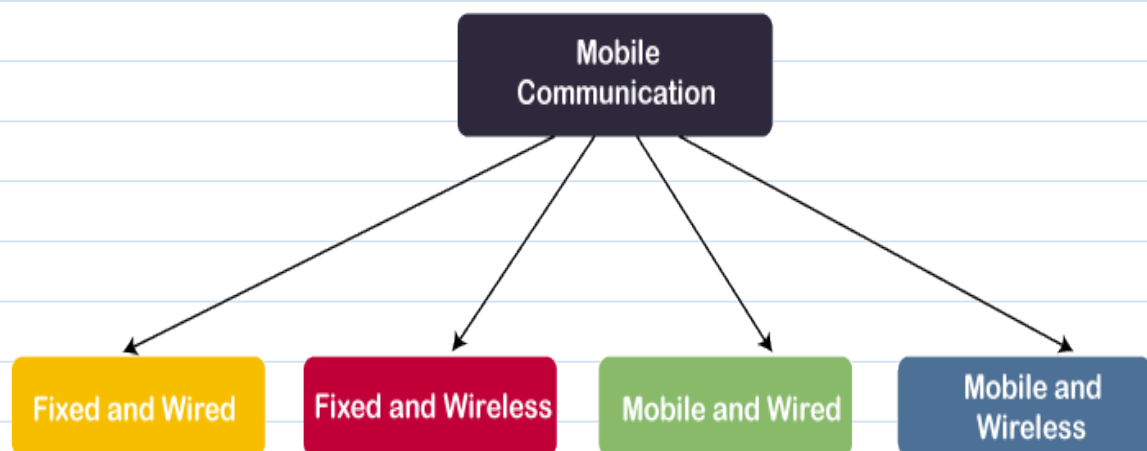 Mobile
Communication
Fixed and Wired
Fixed and Wireless
Mobile and Wired
Mobile and
Wireless